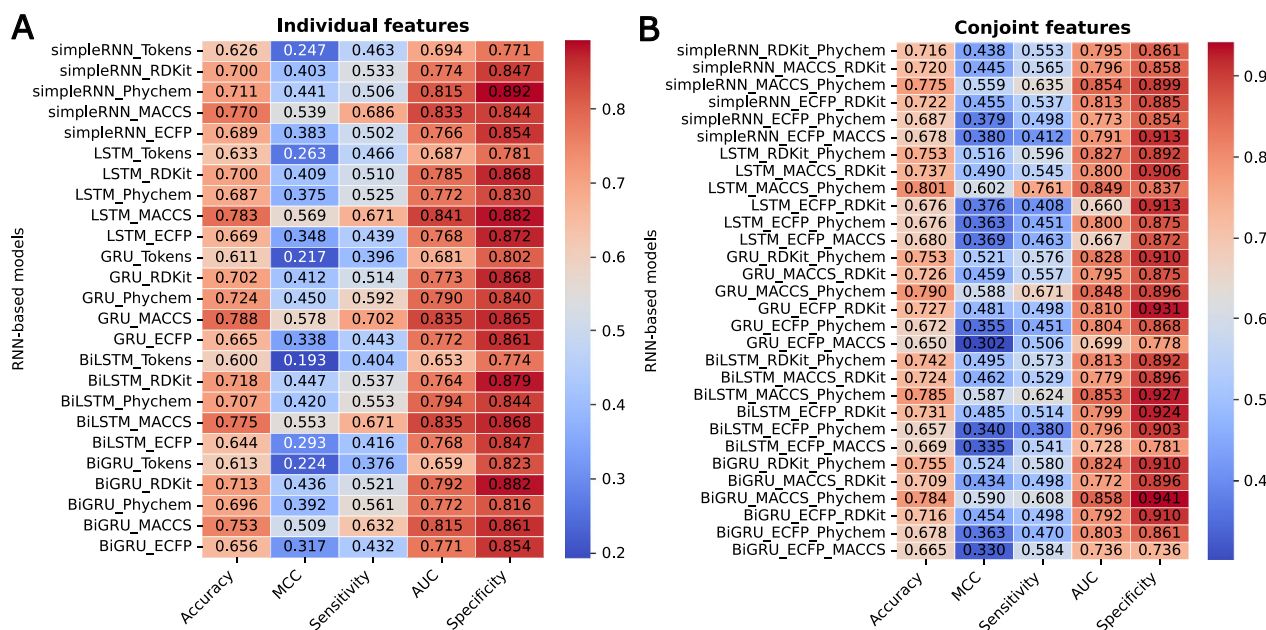 A
Individual features
RNN-based models
simpleRNN_Tokens 0.626 0.247 0.463 0.694 0.771
simpleRNN_RDKit 0.700 0.403 0.533 0.774 0.847
simpleRNN_Phychem 0.711 0.441 0.506 0.815 0.892
simpleRNN_MACCS 0.770 0.539 0.686 0.833 0.844
simpleRNN_ECFP 0.689 0.383 0.502 0.766 0.854
LSTM_Tokens 0.633 0.263 0.466 0.687 0.781
LSTM_RDKit 0.700 0.409 0.510 0.785 0.868
LSTM_Phychem 0.687 0.375 0.525 0.772 0.830
LSTM_MACCS 0.783 0.569 0.671 0.841 0.882
LSTM_ECFP 0.669 0.348 0.439 0.768 0.872
GRU_Tokens 0.611 0.217 0.396 0.681 0.802
GRU_RDKit 0.702 0.412 0.514 0.773 0.868
GRU_Phychem 0.724 0.450 0.592 0.790 0.840
GRU_MACCS 0.788 0.578 0.702 0.835 0.865
GRU_ECFP 0.665 0.338 0.443 0.772 0.861
BiLSTM_Tokens 0.600 0.193 0.404 0.653 0.774
BiLSTM_RDKit 0.718 0.447 0.537 0.764 0.879
BiLSTM_Phychem 0.707 0.420 0.553 0.794 0.844
BiLSTM_MACCS 0.775 0.553 0.671 0.835 0.868
BiLSTM_ECFP 0.644 0.293 0.416 0.768 0.847
BiGRU_Tokens 0.613 0.224 0.376 0.659 0.823
BiGRU_RDKit 0.713 0.436 0.521 0.792 0.882
BiGRU_Phychem 0.696 0.392 0.561 0.772 0.816
BiGRU_MACCS 0.753 0.509 0.632 0.815 0.861
BiGRU_ECFP 0.656 0.317 0.432 0.771 0.854
Accuracy MCC Sensitivity AUC Specificity
0.8
0.7
0.6
0.5
0.4
0.3
0.2
B
Conjoint features
RNN-based models
simpleRNN_RDKit_Phychem 0.716 0.438 0.553 0.795 0.861
simpleRNN_MACCS_RDKit 0.720 0.445 0.565 0.796 0.858
simpleRNN_MACCS_Phychem 0.775 0.559 0.635 0.854 0.899
simpleRNN_ECFP_RDKit 0.722 0.455 0.537 0.813 0.885
simpleRNN_ECFP_Phychem 0.687 0.379 0.498 0.773 0.854
simpleRNN_ECFP_MACCS 0.678 0.380 0.412 0.791 0.913
LSTM_RDKit_Phychem 0.753 0.516 0.596 0.827 0.892
LSTM_MACCS_RDKit 0.737 0.490 0.545 0.800 0.906
LSTM_MACCS_Phychem 0.801 0.602 0.761 0.849 0.837
LSTM_ECFP_RDKit 0.676 0.376 0.408 0.660 0.913
LSTM_ECFP_Phychem 0.676 0.363 0.451 0.800 0.875
LSTM_ECFP_MACCS 0.680 0.369 0.463 0.667 0.872
GRU_RDKit_Phychem 0.753 0.521 0.576 0.828 0.910
GRU_MACCS_RDKit 0.726 0.459 0.557 0.795 0.875
GRU_MACCS_Phychem 0.790 0.588 0.671 0.848 0.896
GRU_ECFP_RDKit 0.727 0.481 0.498 0.810 0.931
GRU_ECFP_Phychem 0.672 0.355 0.451 0.804 0.868
GRU_ECFP_MACCS 0.650 0.302 0.506 0.699 0.778
BiLSTM_RDKit_Phychem 0.742 0.495 0.573 0.813 0.892
BiLSTM_MACCS_RDKit 0.724 0.462 0.529 0.779 0.896
BiLSTM_MACCS_Phychem 0.785 0.587 0.624 0.853 0.927
BiLSTM_ECFP_RDKit 0.731 0.485 0.514 0.799 0.924
BiLSTM_ECFP_Phychem 0.657 0.340 0.380 0.796 0.903
BiLSTM_ECFP_MACCS 0.669 0.335 0.541 0.728 0.781
BiGRU_RDKit_Phychem 0.755 0.524 0.580 0.824 0.910
BiGRU_MACCS_RDKit 0.709 0.434 0.498 0.772 0.896
BiGRU_MACCS_Phychem 0.784 0.590 0.608 0.858 0.941
BiGRU_ECFP_RDKit 0.716 0.454 0.498 0.792 0.910
BiGRU_ECFP_Phychem 0.678 0.363 0.470 0.803 0.861
BiGRU_ECFP_MACCS 0.665 0.330 0.584 0.736 0.736
Accuracy MCC Sensitivity AUC Specificity
0.9
0.8
0.7
0.6
0.5
0.4